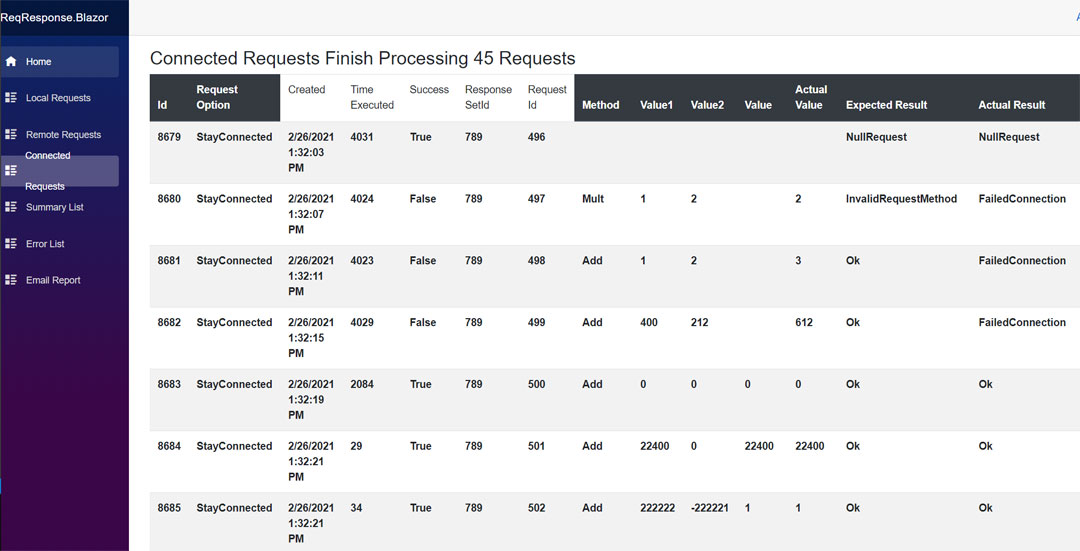 ReqResponse.Blazor
Home
Local Requests
Remote Requests
Connected
Requests
Summary List
Error List
Email Report
Connected Requests Finish Processing 45 Requests
Id Request Option Created Time Executed Success Response SetId Request Id Method Value1 Value2 Value Actual Value Expected Result Actual Result
8679 StayConnected 2/26/2021 1:32:03 PM 4031 True 789 496 NullRequest NullRequest
8680 StayConnected 2/26/2021 1:32:07 PM 4024 False 789 497 Mult 1 2 2 InvalidRequestMethod FailedConnection
8681 StayConnected 2/26/2021 1:32:11 PM 4023 False 789 498 Add 1 2 3 Ok FailedConnection
8682 StayConnected 2/26/2021 1:32:15 PM 4029 False 789 499 Add 400 212 612 Ok FailedConnection
8683 StayConnected 2/26/2021 1:32:19 PM 2084 True 789 500 Add 0 0 0 0 Ok Ok
8684 StayConnected 2/26/2021 1:32:21 PM 29 True 789 501 Add 22400 0 22400 22400 Ok Ok
8685 StayConnected 2/26/2021 1:32:21 PM 34 True 789 502 Add 222222 -222221 1 1 Ok Ok